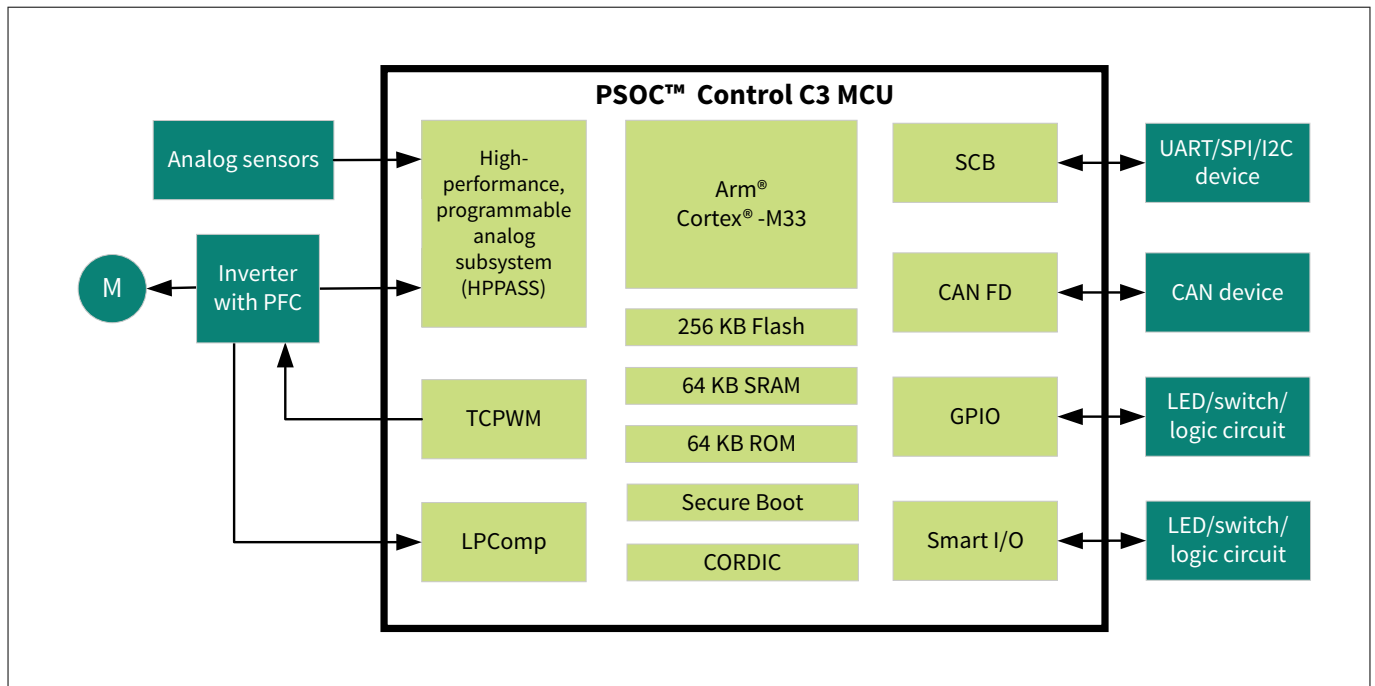 PSOC™ Control C3 MCU
Analog sensors
M
Inverter
with PFC
High-
performance,
programmable
analog
subsystem
(HPPASS)
TCPWM
LPComp
Arm®
Cortex® -M33
256 KB Flash
64 KB SRAM
64 KB ROM
Secure Boot
CORDIC
SCB
CAN FD
GPIO
Smart I/O
UART/SPI/I2C
device
CAN device
LED/switch/
logic circuit
LED/switch/
logic circuit